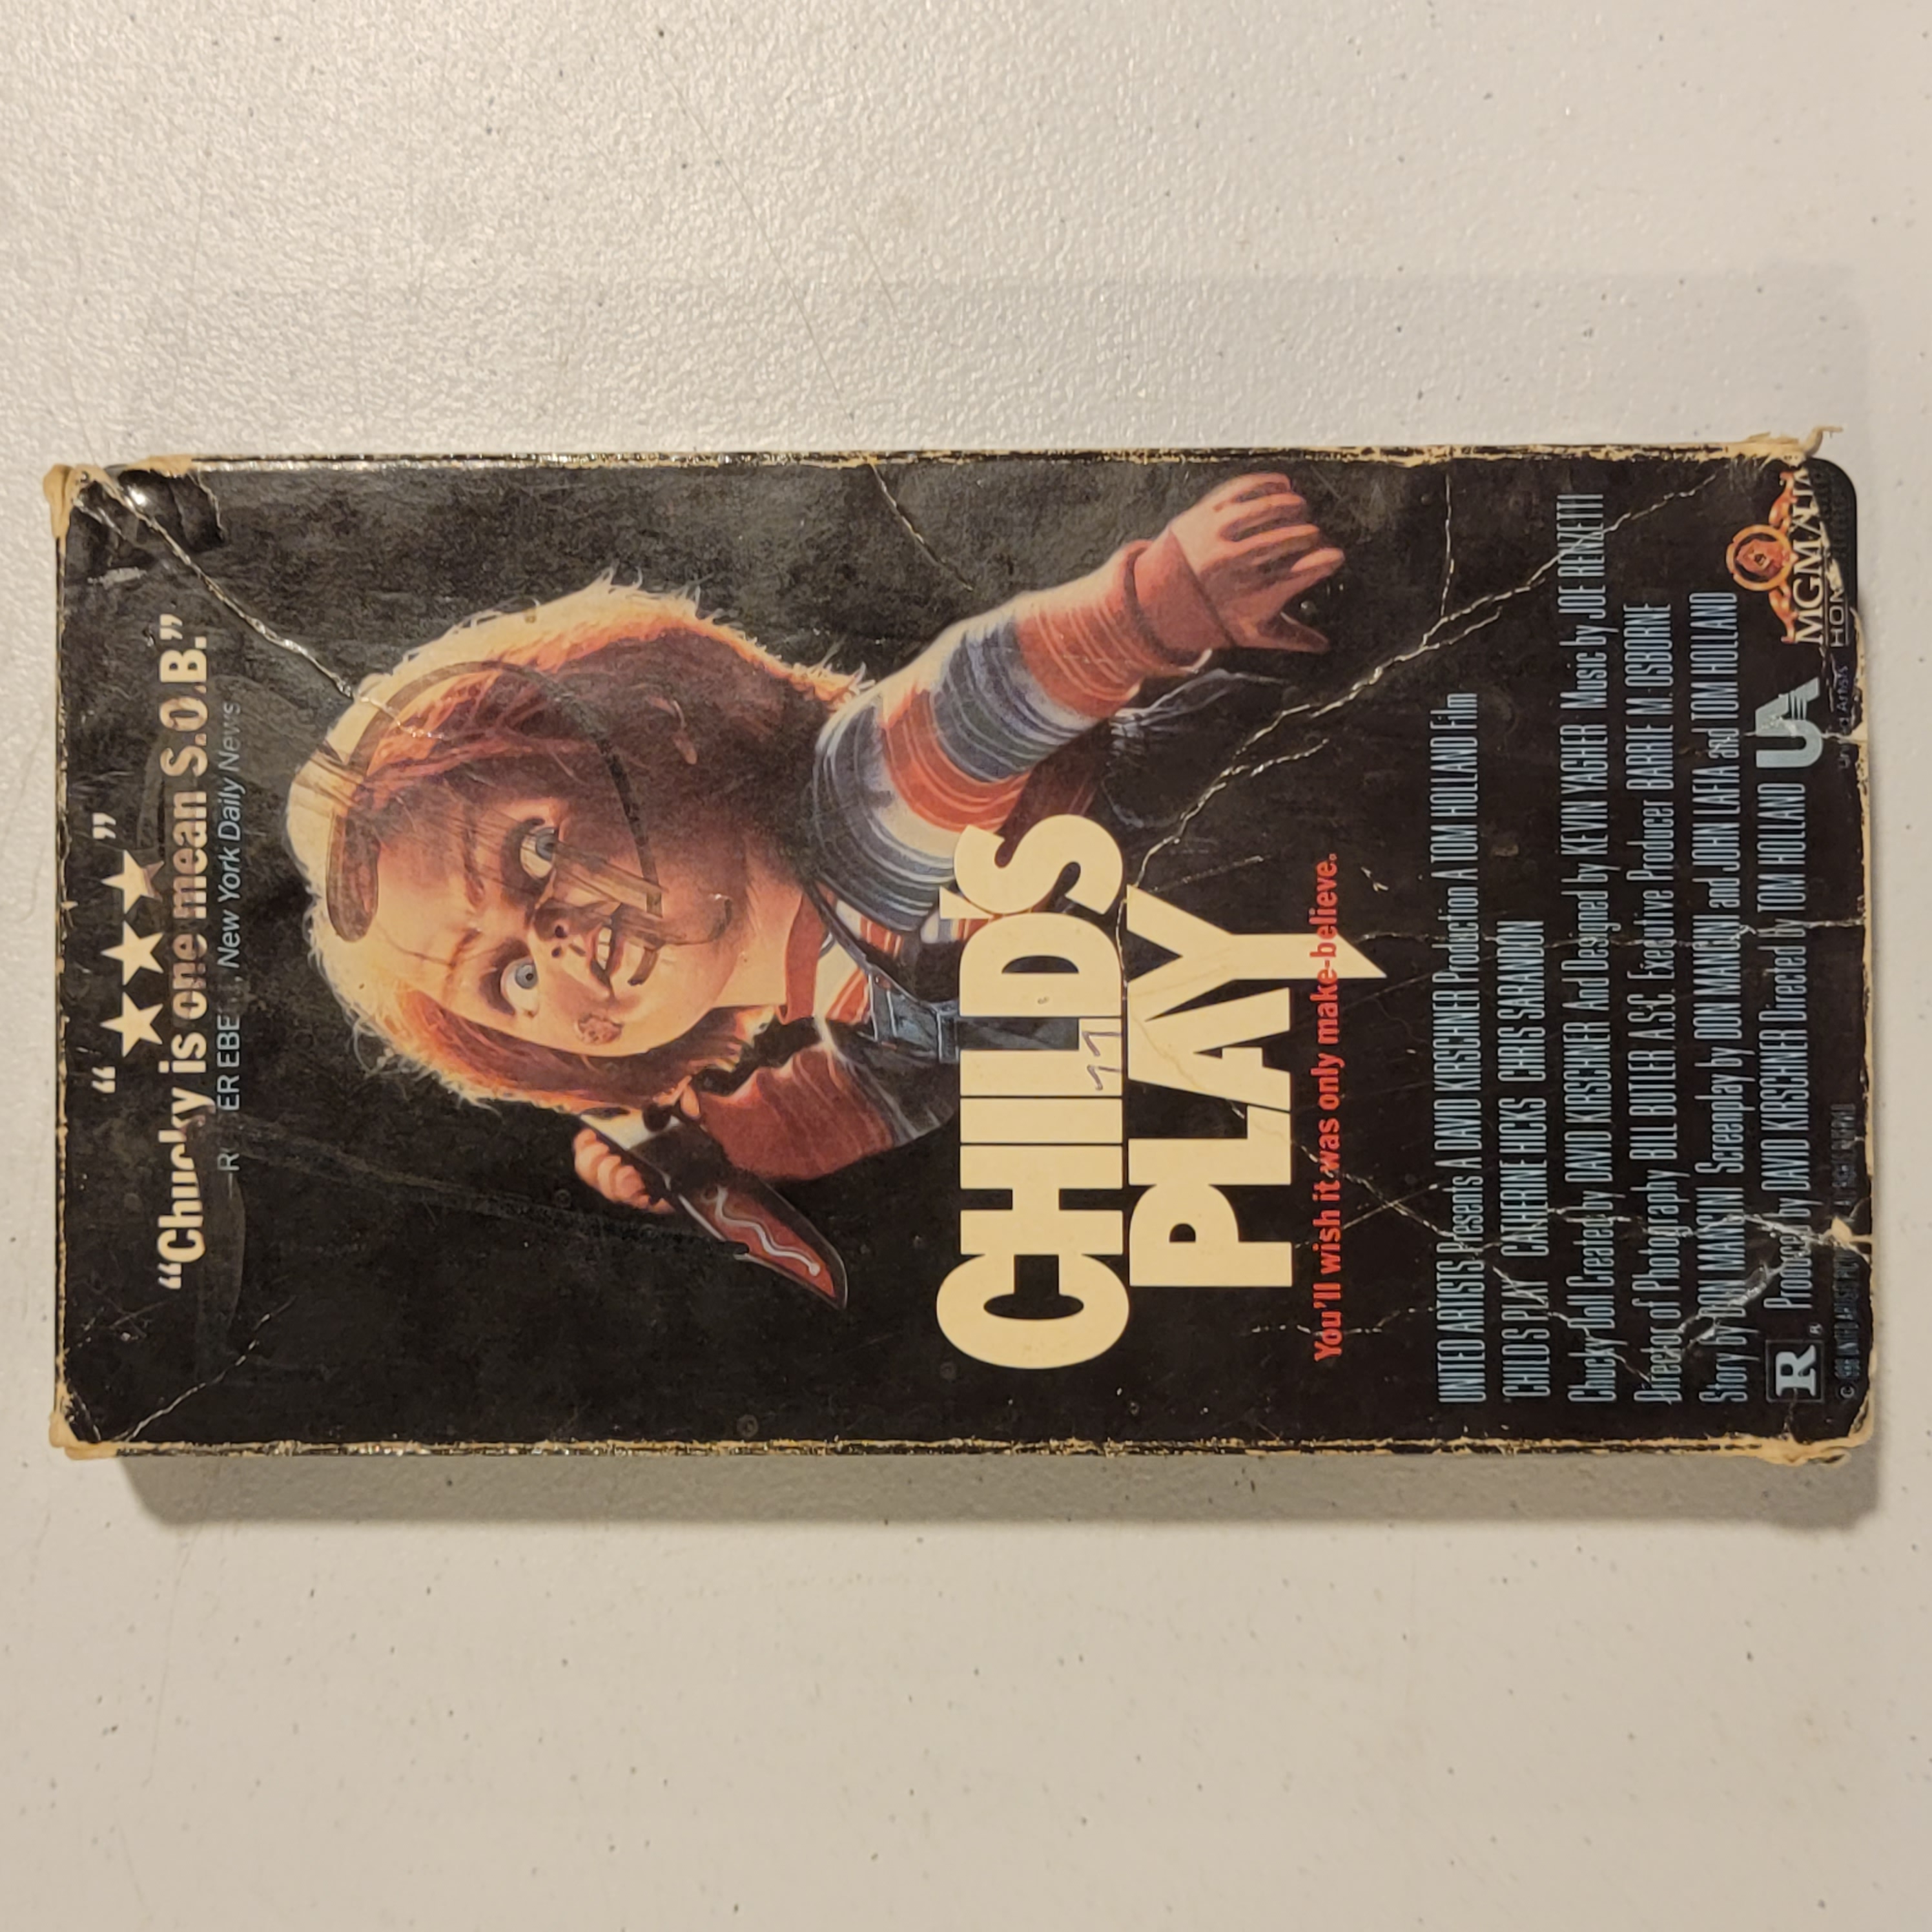 “ ★★★ ”
“Chucky is one mean S.O.B.”
New York Daily News
CHILD'S
PLAY
You'll wish it was only make-believe.
UNITED ARTISTS Presents A DAVID KIRSCHNER Production A TOM HOLLAND Film
CHILD'S PLAY CATHERINE HICKS CHRIS SARANDON
Chucky Doll Created by DAVID KIRSCHNER And Designed by KEVIN YAGHER Music by JOE RENZETTI
Director of Photography BILL BUTLER A.S.C. Executive Producer BARRIE M. OSBORNE
Story by DON MANCINI Screenplay by DON MANCINI and JOHN LAFIA and TOM HOLLAND
R Produced by DAVID KIRSCHNER Directed by TOM HOLLAND UA
MGM/UA